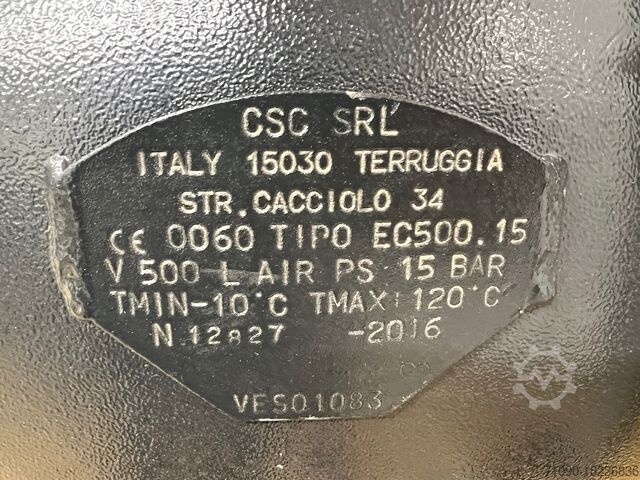 CSC SRL
ITALY 15030 TERRUGGIA
STR.CACCIOLO 34
CE 0060 TIPO EC500.15
V 500 L AIR PS 15 BAR
TMIN-10°C TMAX 120°C
N 12827 -2016
VES01083